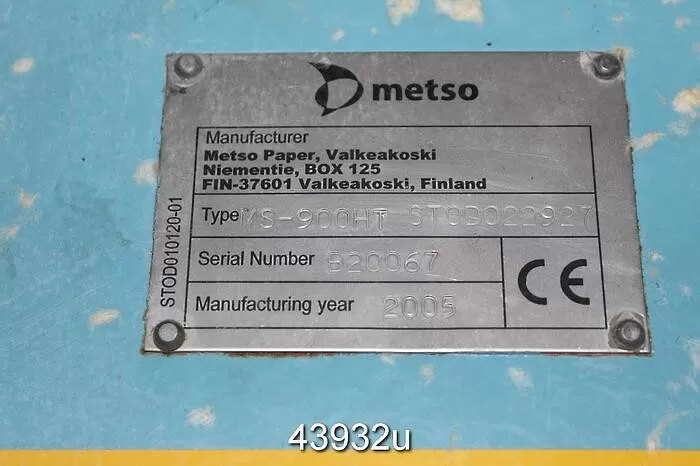 metso
Manufacturer
Metso Paper, Valkeakoski
Niementie, BOX 125
FIN-37601 Valkeakoski, Finland
Type MS-900HT STOD022927
Serial Number B20067
Manufacturing year 2005
CE
STOD010120-01
43932u